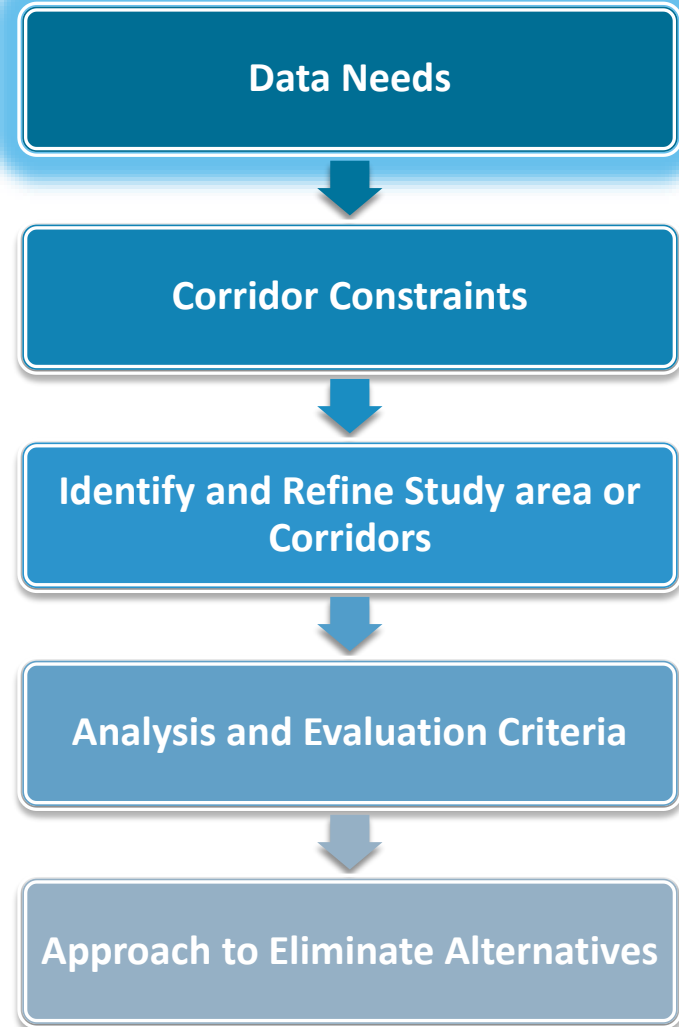 Data Needs
Corridor Constraints
Identify and Refine Study area or
Corridors
Analysis and Evaluation Criteria
Approach to Eliminate Alternatives